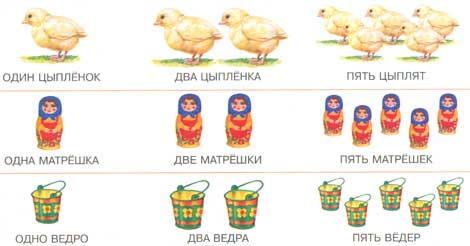 ОДИН ЦЫПЛЁНОК
ДВА ЦЫПЛЁНКА
ПЯТЬ ЦЫПЛЯТ
ОДНА МАТРЁШКА
ДВЕ МАТРЁШКИ
ПЯТЬ МАТРЁШЕК
ОДНО ВЕДРО
ДВА ВЕДРА
ПЯТЬ ВЁДЕР